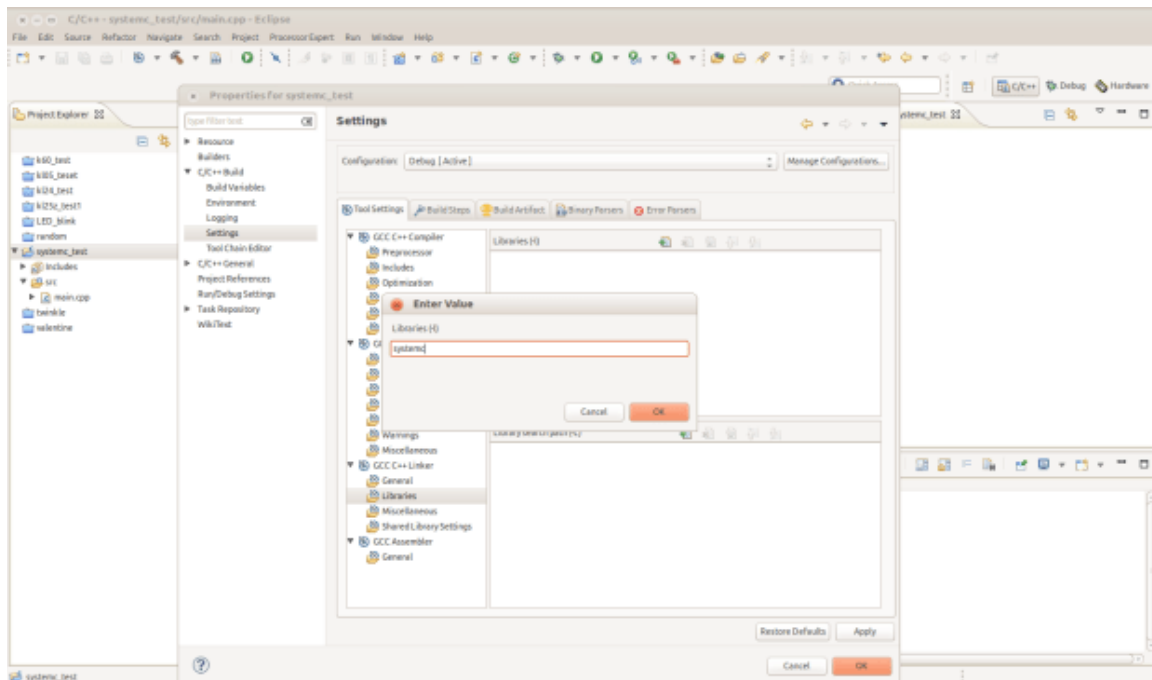 C/C++ - systemc_test/src/main.cpp - Eclipse
File Edit Source Refactor Navigate Search Project ProcessorExpert Run Window Help
C/C++ Debug Hardware
Properties for systemc_test
Project Explorer
type filter text
Settings
systemc_test
Resource
Builders
C/C++ Build
Build Variables
Environment
Logging
Settings
Tool Chain Editor
C/C++ General
Project References
Run/Debug Settings
Task Repository
WikiText
k60_test
kl24_test
kl25z_test1
LED_blink
random
systemc_test
Includes
src
main.cpp
twinkle
valentine
Configuration: Debug [ Active ]
Manage Configurations...
Tool Settings Build Steps Build Artifact Binary Parsers Error Parsers
GCC C++ Compiler
Preprocessor
Includes
Optimization
Libraries (-l)
Enter Value
Libraries (-l)
systemc
Cancel OK
Warnings
Miscellaneous
GCC C++ Linker
General
Libraries
Miscellaneous
Shared Library Settings
GCC Assembler
General
Restore Defaults Apply
Cancel OK
systemc_test